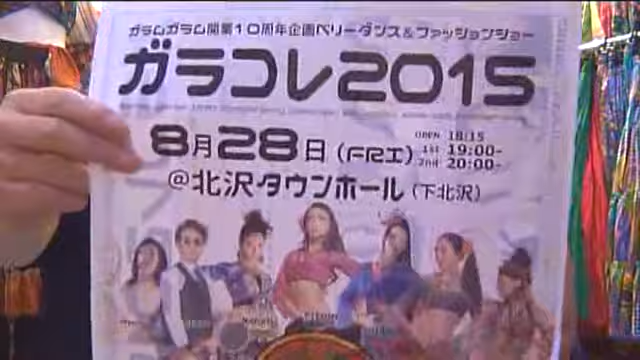 ガラムガラム開業10周年企画ベリーダンス&ファッションショー
ガラコレ2015
8月28日(FRI)
OPEN 18:15
1st 19:00-
2nd 20:00-
@北沢タウンホール(下北沢)